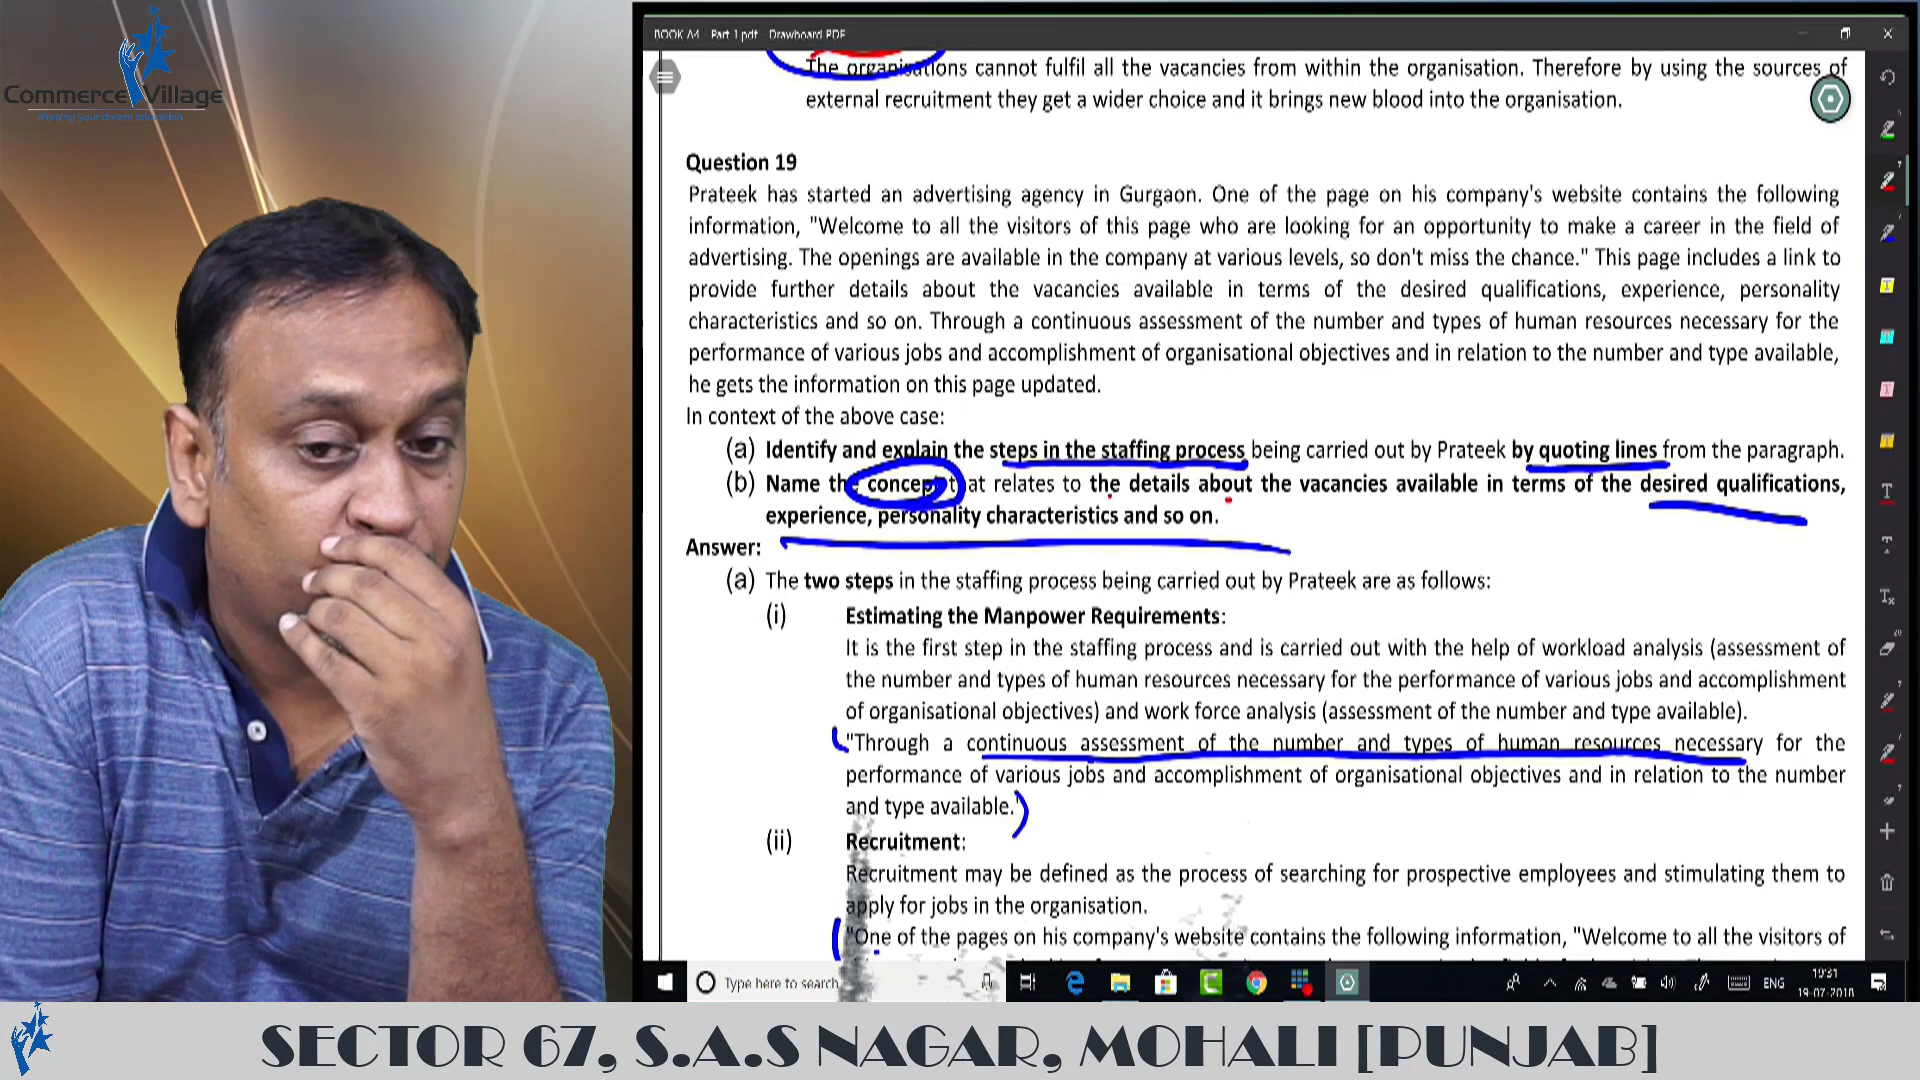 Commerce Village
shaping your dream education
BOOK A4 - Part 1.pdf - Drawboard PDF
The organisations cannot fulfil all the vacancies from within the organisation. Therefore by using the sources of
external recruitment they get a wider choice and it brings new blood into the organisation.
Question 19
Prateek has started an advertising agency in Gurgaon. One of the page on his company's website contains the following
information, "Welcome to all the visitors of this page who are looking for an opportunity to make a career in the field of
advertising. The openings are available in the company at various levels, so don't miss the chance." This page includes a link to
provide further details about the vacancies available in terms of the desired qualifications, experience, personality
characteristics and so on. Through a continuous assessment of the number and types of human resources necessary for the
performance of various jobs and accomplishment of organisational objectives and in relation to the number and type available,
he gets the information on this page updated.
In context of the above case:
(a) Identify and explain the steps in the staffing process being carried out by Prateek by quoting lines from the paragraph.
(b) Name the concept at relates to the details about the vacancies available in terms of the desired qualifications,
experience, personality characteristics and so on.
Answer:
(a) The two steps in the staffing process being carried out by Prateek are as follows:
(i) Estimating the Manpower Requirements:
It is the first step in the staffing process and is carried out with the help of workload analysis (assessment of
the number and types of human resources necessary for the performance of various jobs and accomplishment
of organisational objectives) and work force analysis (assessment of the number and type available).
"Through a continuous assessment of the number and types of human resources necessary for the
performance of various jobs and accomplishment of organisational objectives and in relation to the number
and type available."
(ii) Recruitment:
Recruitment may be defined as the process of searching for prospective employees and stimulating them to
apply for jobs in the organisation.
"One of the pages on his company's website contains the following information, "Welcome to all the visitors of
Type here to search
ENG
19:31
19-07-2018
SECTOR 67, S.A.S NAGAR, MOHALI [PUNJAB]